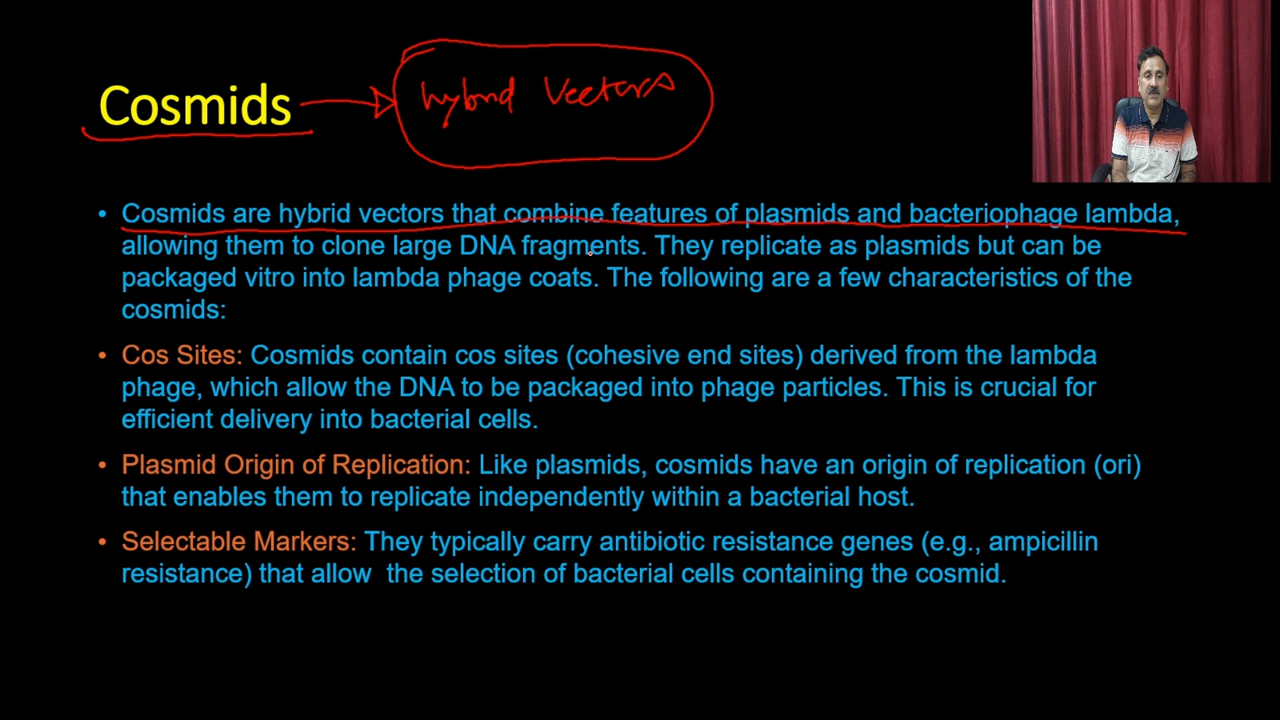 Cosmids hybrid Vectors
• Cosmids are hybrid vectors that combine features of plasmids and bacteriophage lambda,
allowing them to clone large DNA fragments. They replicate as plasmids but can be
packaged vitro into lambda phage coats. The following are a few characteristics of the
cosmids:
• Cos Sites: Cosmids contain cos sites (cohesive end sites) derived from the lambda
phage, which allow the DNA to be packaged into phage particles. This is crucial for
efficient delivery into bacterial cells.
• Plasmid Origin of Replication: Like plasmids, cosmids have an origin of replication (ori)
that enables them to replicate independently within a bacterial host.
• Selectable Markers: They typically carry antibiotic resistance genes (e.g., ampicillin
resistance) that allow  the selection of bacterial cells containing the cosmid.